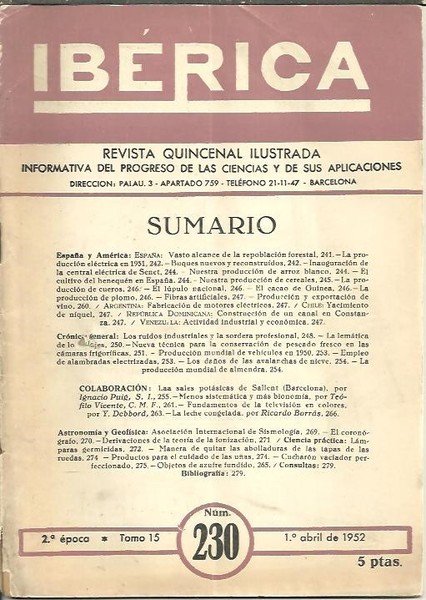 IBÉRICA
REVISTA QUINCENAL ILUSTRADA
INFORMATIVA DEL PROGRESO DE LAS CIENCIAS Y DE SUS APLICACIONES
DIRECCION: PALAU. 3 - APARTADO 759 - TELÉFONO 21-11-47 - BARCELONA
SUMARIO
España y América: ESPAÑA: Vasto alcance de la repoblación forestal, 241. — La pro-
ducción eléctrica en 1951, 242. — Buques nuevos y reconstruídos, 242. — Inauguración de
la central eléctrica de Senet, 244. — Nuestra producción de arroz blanco, 244. — El
cultivo del henequén en España, 244. — Nuestra producción de cereales, 245. — La pro-
ducción de cueros, 246. — El lúpulo nacional, 246. — El cacao de Guinea, 246. — La
producción de plomo, 246. — Fibras artificiales, 247. — Producción y exportación de
vino, 260. / ARGENTINA: Fabricación de motores eléctricos, 247. / CHILE: Yacimiento
de níquel, 247. / REPÚBLICA DOMINICANA: Construcción de un canal en Constan-
za, 247. / VENEZUELA: Actividad industrial y económica, 247.
Crónica general: Los ruidos industriales y la sordera profesional, 248. — La temática
de lo ojes, 250. — Nueva técnica para la conservación de pescado fresco en las
cámaras frigoríficas, 251. - Producción mundial de vehículos en 1950, 253. — Empleo
de alambradas electrizadas, 253. — Los daños de las avalanchas de nieve, 254. — La
producción mundial de almendra, 254.
COLABORACIÓN: Laa sales potásicas de Sállent (Barcelona), por
Ignacio Puig, S. I., 255. — Menos sistemática y más bionomía, por Teó-
filo Vicente, C. M. F., 261. — Fundamentos de la televisión en colores,
por Y. Debbord, 263. — La leche congelada, por Ricardo Borrás, 266.
Astronomía y Geofísica: Asociación Internacional de Sismología, 269. — El coronó-
grafo, 270. — Derivaciones de la teoría de la ionización, 271 / Ciencia práctica: Lám-
paras germicidas, 272. — Manera de quitar las abolladuras de las tapas de las
ruedas, 274 — Productos para el cuidado de las uñas, 274. — Cucharón vaciador per-
feccionado, 275. — Objetos de azufre fundido, 265. / Consultas: 279.
Bibliografía: 279.
2.ª época * Tomo 15
Núm.
230
1.º abril de 1952
5 ptas.